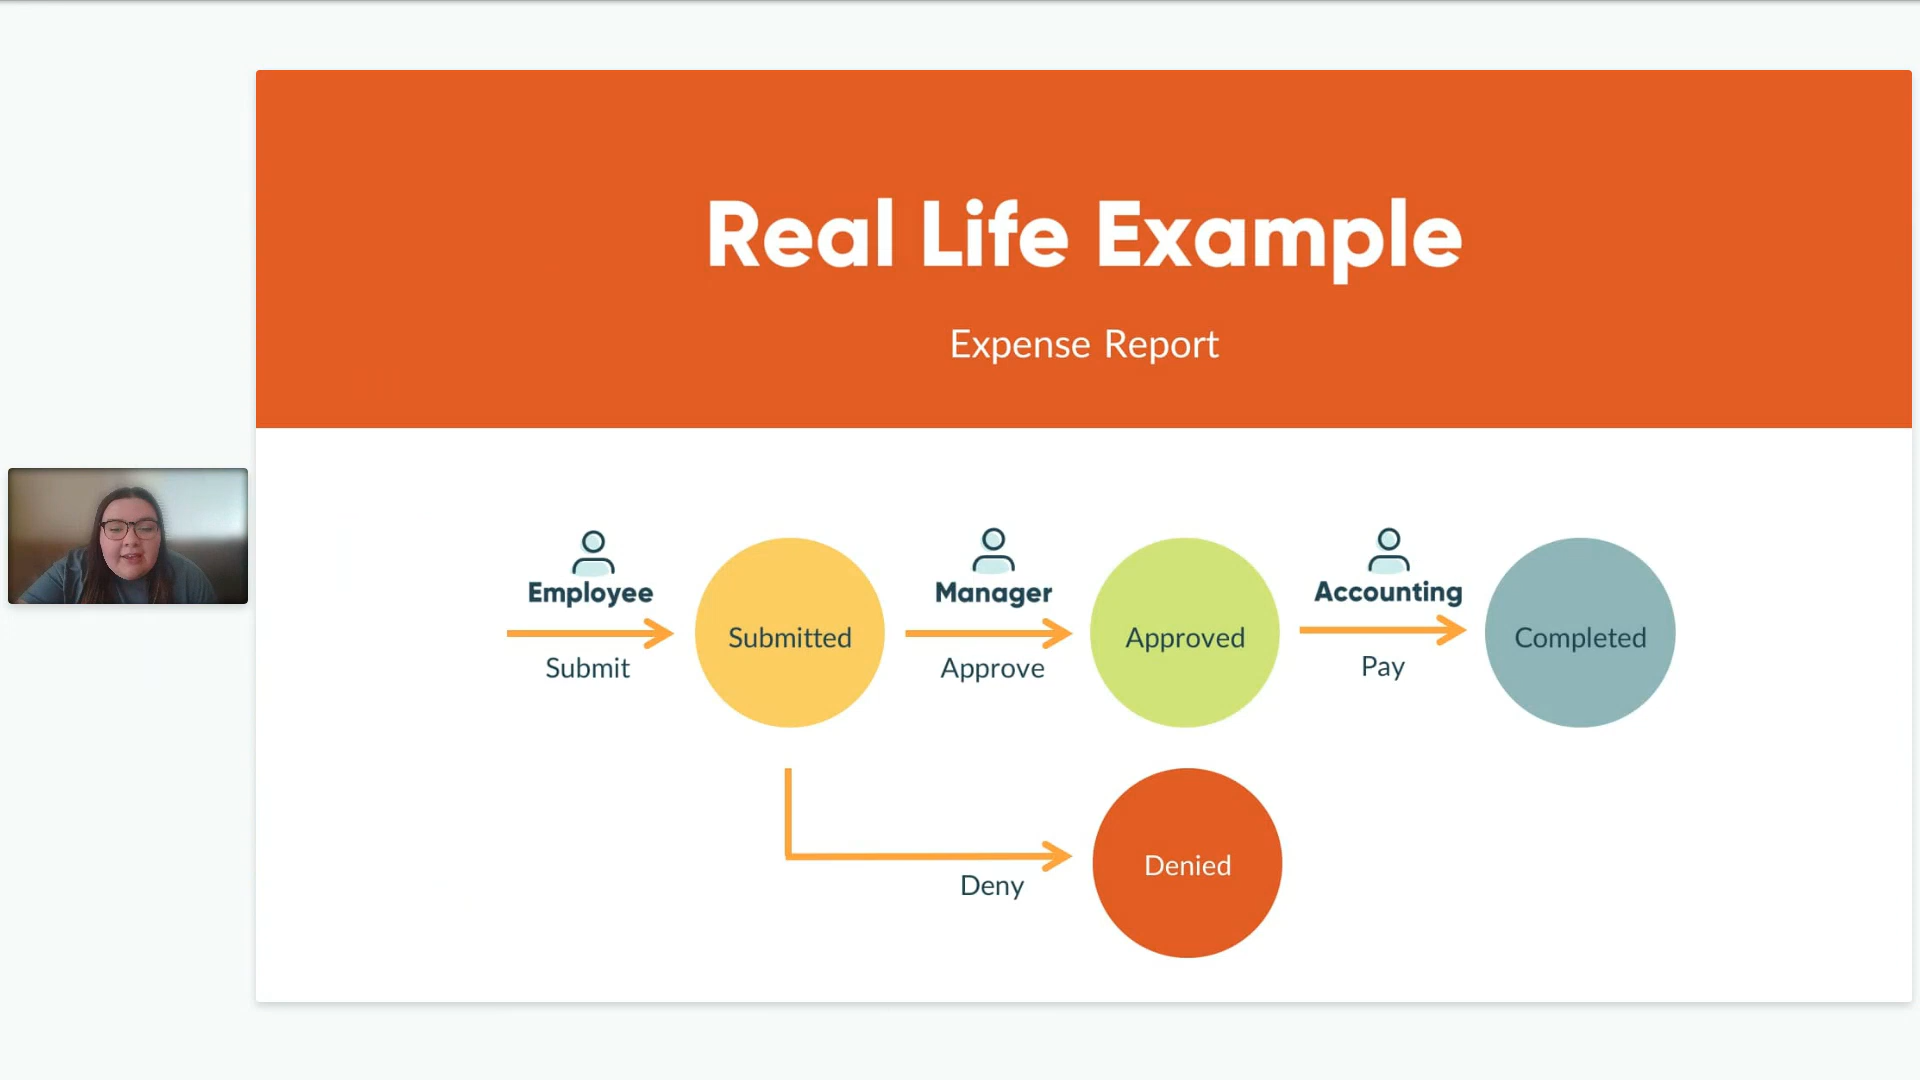 Real Life Example
Expense Report
Employee
Submit
Submitted
Manager
Approve
Approved
Accounting
Pay
Completed
Deny
Denied